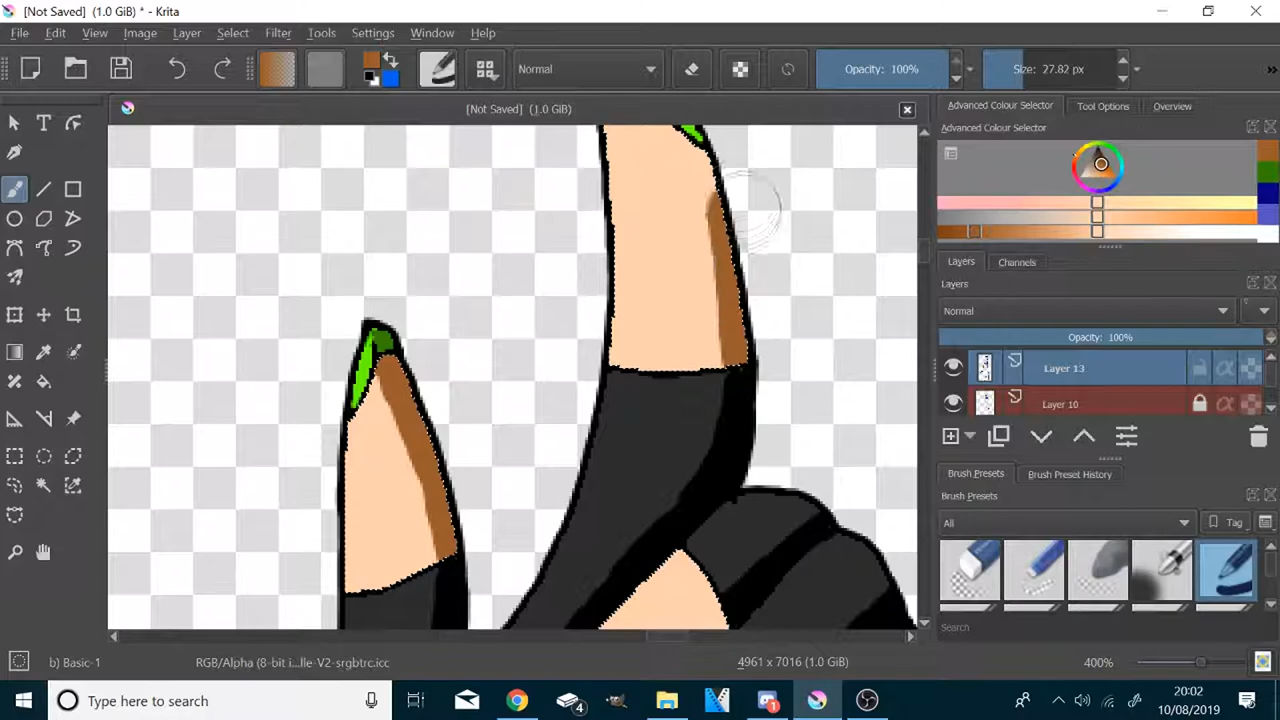 [Not Saved] (1.0 GiB) * - Krita
File Edit View Image Layer Select Filter Tools Settings Window Help
Normal
Opacity: 100%
Size: 27.82 px
»
[Not Saved] (1.0 GiB)
Advanced Colour Selector
Tool Options
Overview
Advanced Colour Selector
Layers
Channels
Layers
Normal
Opacity: 100%
Layer 13
Layer 10
Brush Presets
Brush Preset History
Brush Presets
All
Tag
Search
b) Basic-1
RGB/Alpha (8-bit i...lle-V2-srgbtrc.icc
4961 x 7016 (1.0 GiB)
400%
Type here to search
4
1
20:02
10/08/2019